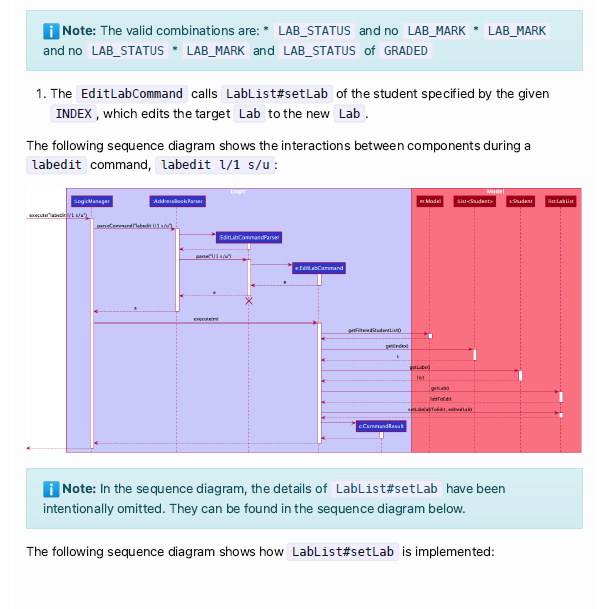 Note: The valid combinations are: * LAB_STATUS and no LAB_MARK * LAB_MARK
and no LAB_STATUS * LAB_MARK and LAB_STATUS of GRADED
1. The EditLabCommand calls LabList#setLab of the student specified by the given
INDEX, which edits the target Lab to the new Lab.
The following sequence diagram shows the interactions between components during a
labedit command, labedit l/1 s/u:
Logic
Model
:LogicManager
:AddressBookParser
m:Model
:List<Student>
s:Student
list:LabList
execute("labedit l/1 s/u")
parseCommand("labedit l/1 s/u")
:EditLabCommandParser
parse("l/1 s/u")
e:EditLabCommand
e
e
e
execute(m)
getFilteredStudentList()
get(index)
s
getLabs()
list
getLab()
labToEdit
setLab(labToEdit, editedLab)
c:CommandResult
Note: In the sequence diagram, the details of LabList#setLab have been
intentionally omitted. They can be found in the sequence diagram below.
The following sequence diagram shows how LabList#setLab is implemented: